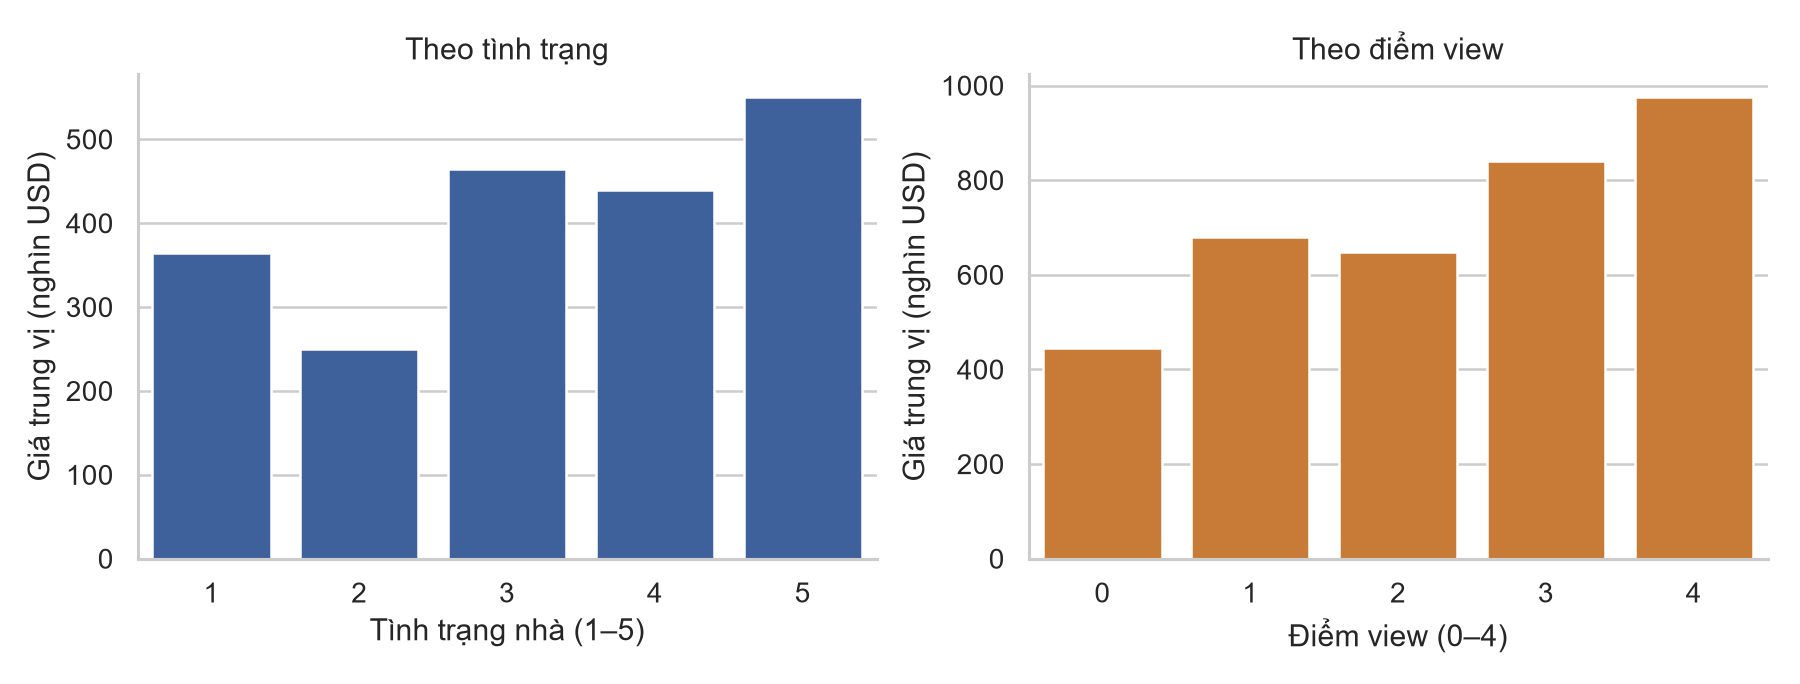 Theo tình trạng
Giá trung vị (nghìn USD)
500
400
300
200
100
0
1 2 3 4 5
Tình trạng nhà (1–5)
Theo điểm view
Giá trung vị (nghìn USD)
1000
800
600
400
200
0
0 1 2 3 4
Điểm view (0–4)